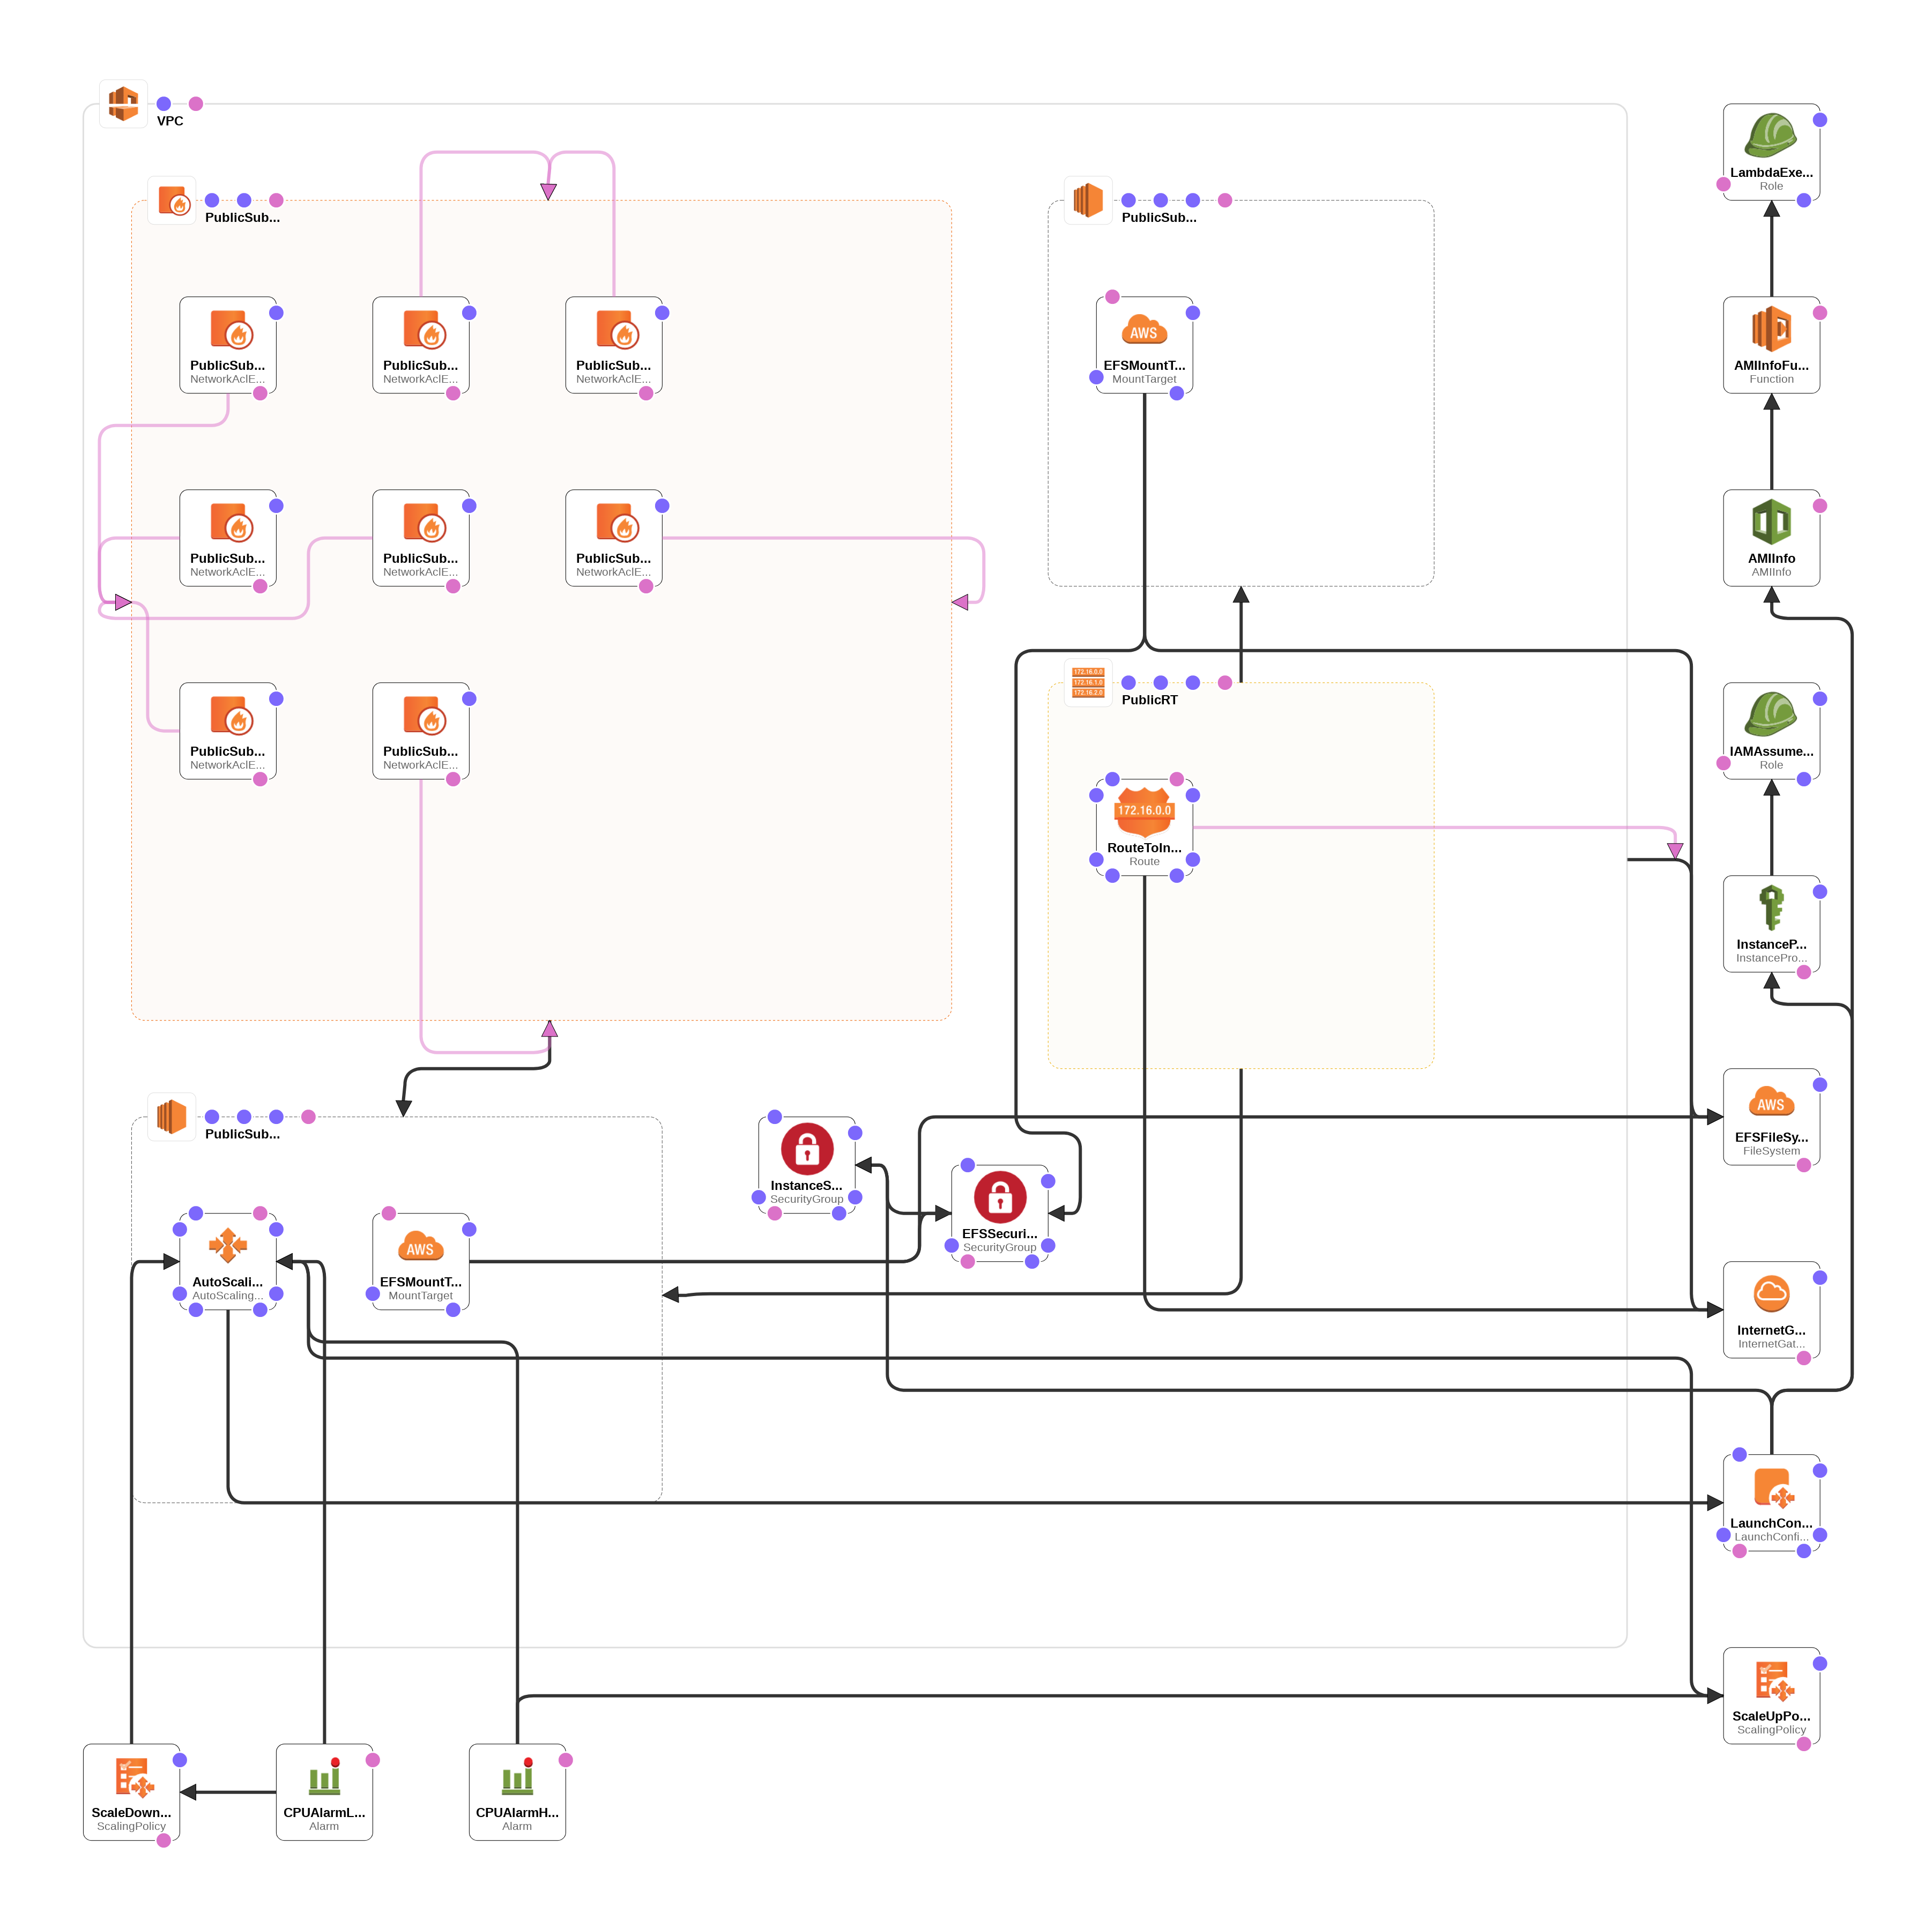 VPC
PublicSub...
PublicSub...
LambdaExe...
Role
PublicSub...
NetworkAclE...
PublicSub...
NetworkAclE...
PublicSub...
NetworkAclE...
AWS
EFSMountT...
MountTarget
AMIInfoFu...
Function
PublicSub...
NetworkAclE...
PublicSub...
NetworkAclE...
PublicSub...
NetworkAclE...
AMIInfo
AMIInfo
172.16.0.0
172.16.1.0
172.16.2.0
PublicRT
PublicSub...
NetworkAclE...
PublicSub...
NetworkAclE...
IAMAssume...
Role
172.16.0.0
RouteToIn...
Route
InstanceP...
InstancePro...
PublicSub...
AWS
EFSFileSy...
FileSystem
InstanceS...
SecurityGroup
EFSSecuri...
SecurityGroup
AutoScali...
AutoScaling...
AWS
EFSMountT...
MountTarget
InternetG...
InternetGat...
LaunchCon...
LaunchConfi...
ScaleUpPo...
ScalingPolicy
ScaleDown...
ScalingPolicy
CPUAlarmL...
Alarm
CPUAlarmH...
Alarm